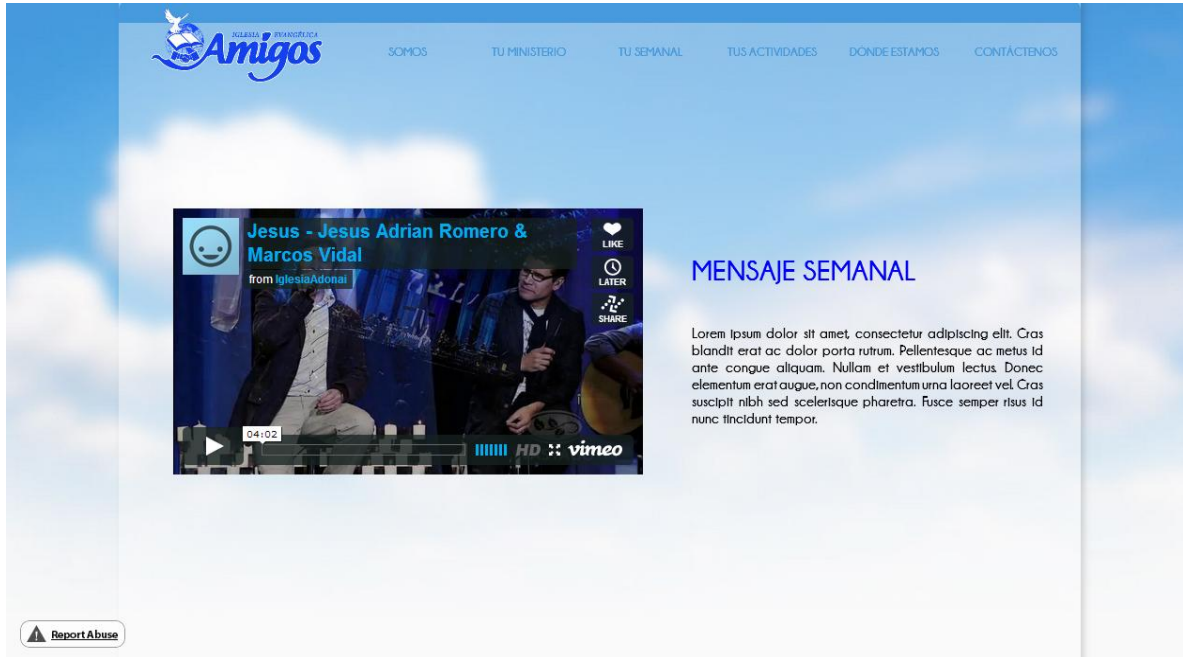 IGLESIA EVANGÉLICA
Amigos
SOMOS TU MINISTERIO TU SEMANAL TUS ACTIVIDADES DONDE ESTAMOS CONTÁCTENOS
Jesus - Jesus Adrian Romero &
Marcos Vidal
from IglesiaAdonai
LIKE
LATER
SHARE
04:02
HD vimeo
MENSAJE SEMANAL
Lorem ipsum dolor sit amet, consectetur adipiscing elit. Cras
blandit erat ac dolor porta rutrum. Pellentesque ac metus id
ante congue aliquam. Nullam et vestibulum lectus. Donec
elementum erat augue, non condimentum urna laoreet vel. Cras
suscipit nibh sed scelerisque pharetra. Fusce semper risus id
nunc tincidunt tempor.
Report Abuse